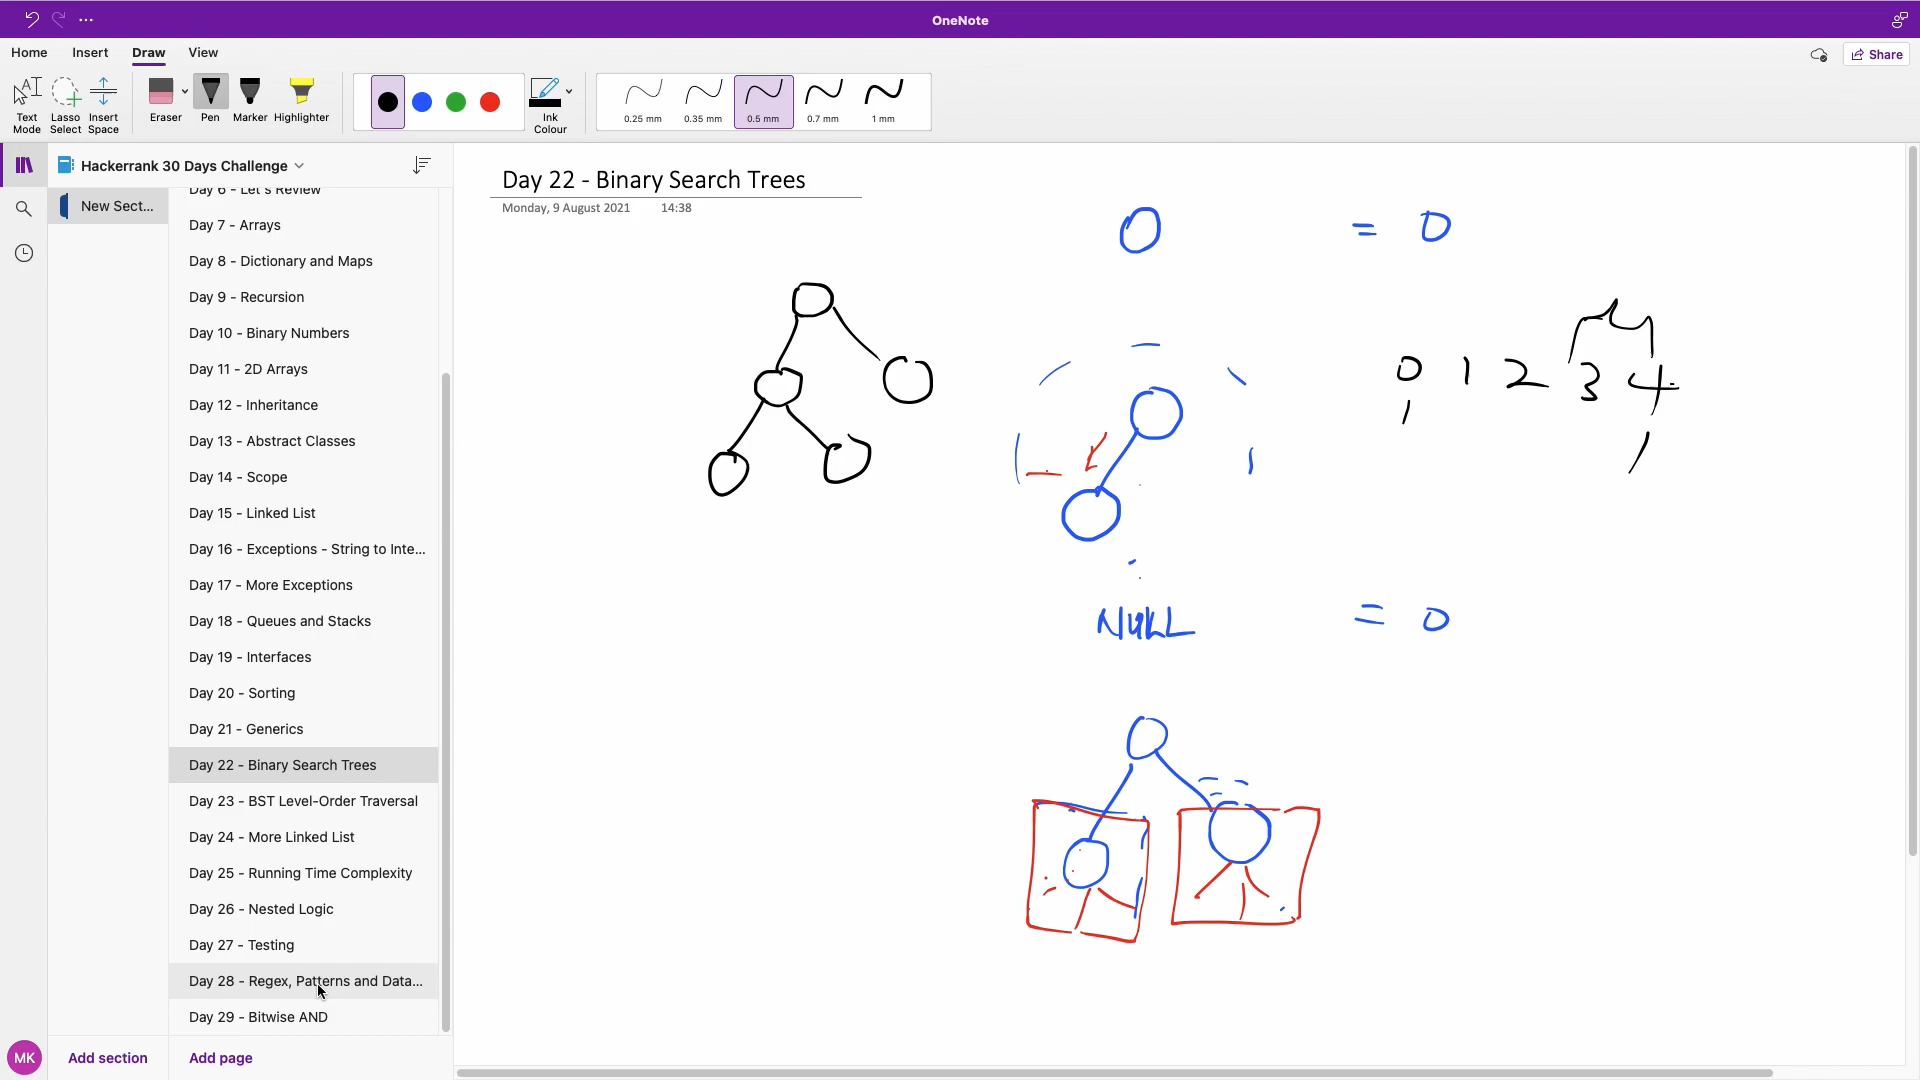 OneNote
Home Insert Draw View
Share
Text Mode
Lasso Select
Insert Space
Eraser
Pen
Marker
Highlighter
Ink Colour
0.25 mm
0.35 mm
0.5 mm
0.7 mm
1 mm
Hackerrank 30 Days Challenge
New Sect...
Day 6 - Let's Review
Day 7 - Arrays
Day 8 - Dictionary and Maps
Day 9 - Recursion
Day 10 - Binary Numbers
Day 11 - 2D Arrays
Day 12 - Inheritance
Day 13 - Abstract Classes
Day 14 - Scope
Day 15 - Linked List
Day 16 - Exceptions - String to Inte...
Day 17 - More Exceptions
Day 18 - Queues and Stacks
Day 19 - Interfaces
Day 20 - Sorting
Day 21 - Generics
Day 22 - Binary Search Trees
Day 23 - BST Level-Order Traversal
Day 24 - More Linked List
Day 25 - Running Time Complexity
Day 26 - Nested Logic
Day 27 - Testing
Day 28 - Regex, Patterns and Data...
Day 29 - Bitwise AND
MK
Add section
Add page
Day 22 - Binary Search Trees
Monday, 9 August 2021 14:38
= 0
0 1 2 3 4
NULL = 0